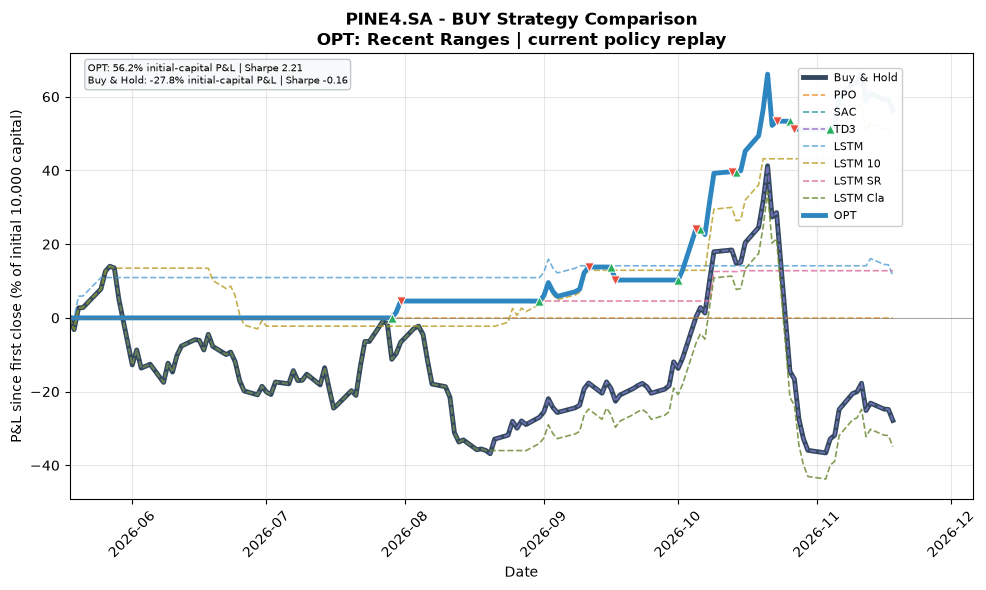 PINE4.SA - BUY Strategy Comparison
OPT: Recent Ranges | current policy replay
OPT: 56.2% initial-capital P&L | Sharpe 2.21
Buy & Hold: -27.8% initial-capital P&L | Sharpe -0.16
Buy & Hold
PPO
SAC
TD3
LSTM
LSTM 10
LSTM SR
LSTM Cla
OPT
P&L since first close (% of initial 10,000 capital)
60
40
20
0
−20
−40
2026-06
2026-07
2026-08
2026-09
2026-10
2026-11
2026-12
Date